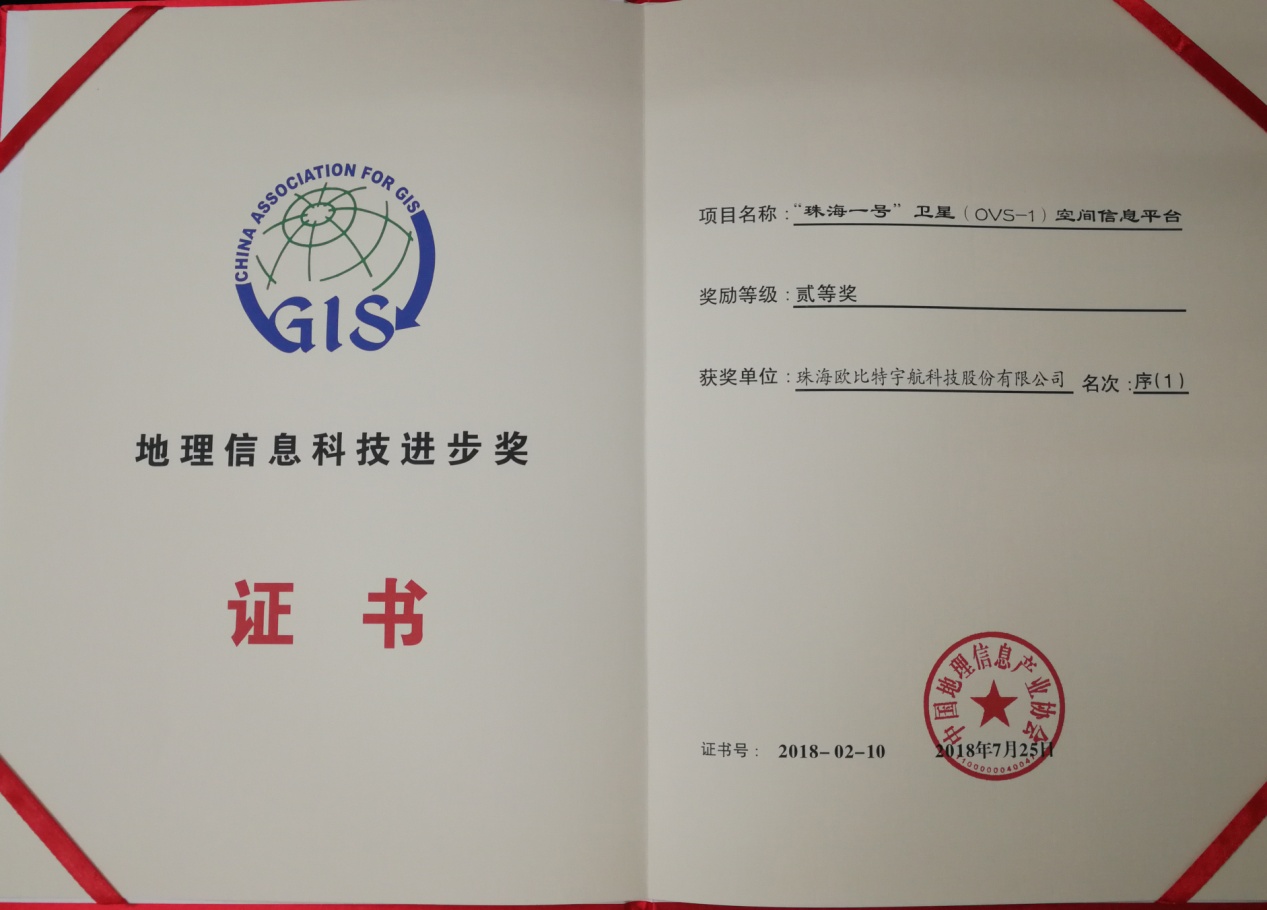 CHINA ASSOCIATION FOR GIS
GIS
地理信息科技进步奖
证 书
项目名称：“珠海一号”卫星（OVS-1）空间信息平台
奖励等级：贰等奖
获奖单位：珠海欧比特宇航科技股份有限公司 名次：序(1)
中国地理信息产业协会
证书号： 2018-02-10 2018年7月25日